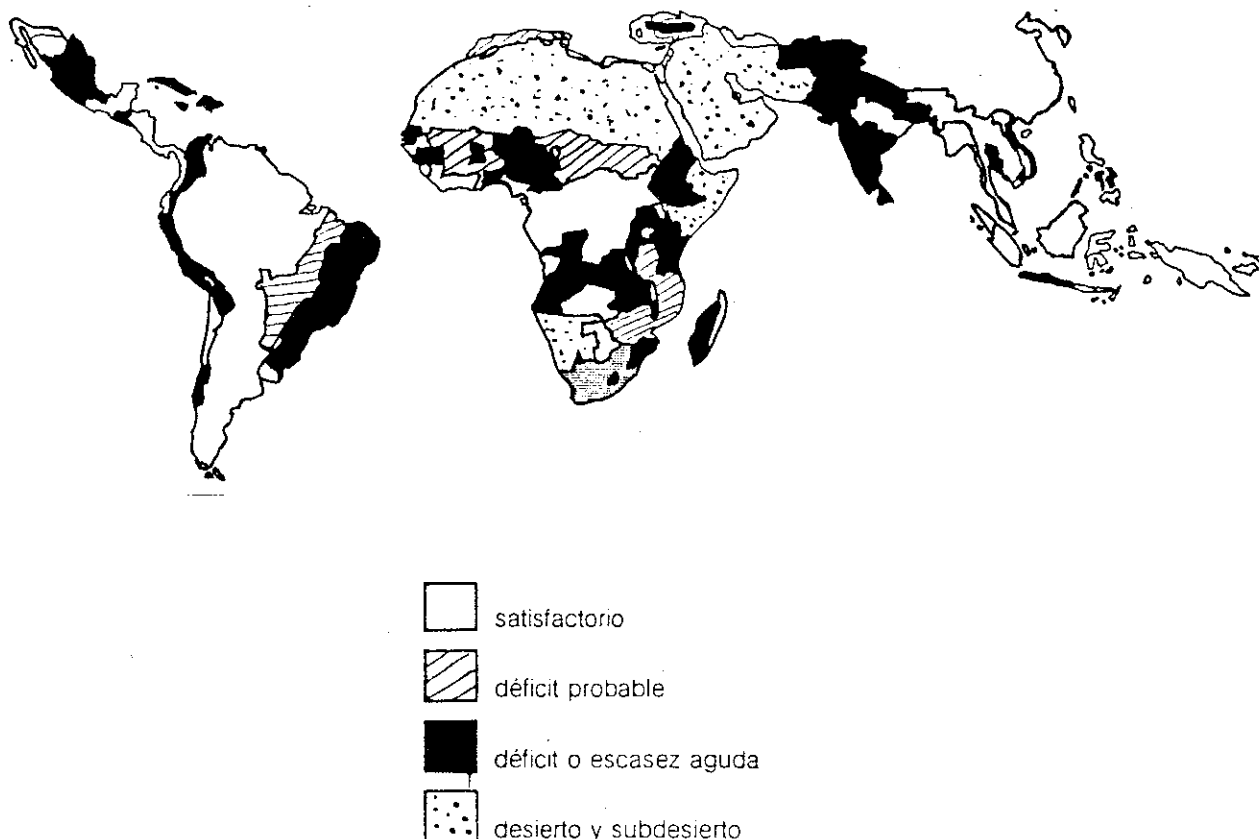 satisfactorio
déficit probable
déficit o escasez aguda
desierto y subdesierto